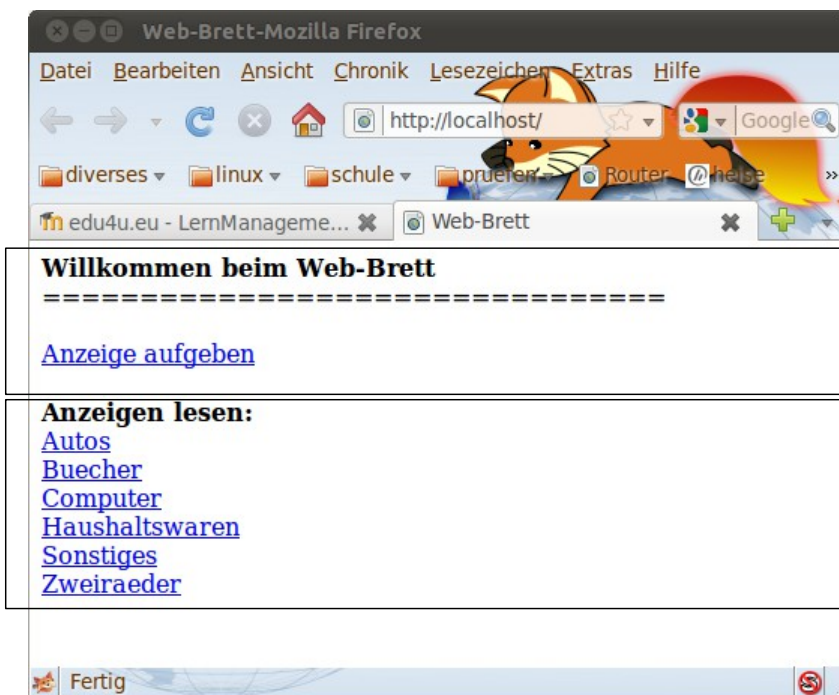 Web-Brett-Mozilla Firefox
Datei Bearbeiten Ansicht Chronik Lesezeichen Extras Hilfe
http://localhost/ Google
diverses linux schule pruefen Router heise »
edu4u.eu - LernManageme... Web-Brett
Willkommen beim Web-Brett
================================
Anzeige aufgeben
Anzeigen lesen:
Autos
Buecher
Computer
Haushaltswaren
Sonstiges
Zweiraeder
Fertig